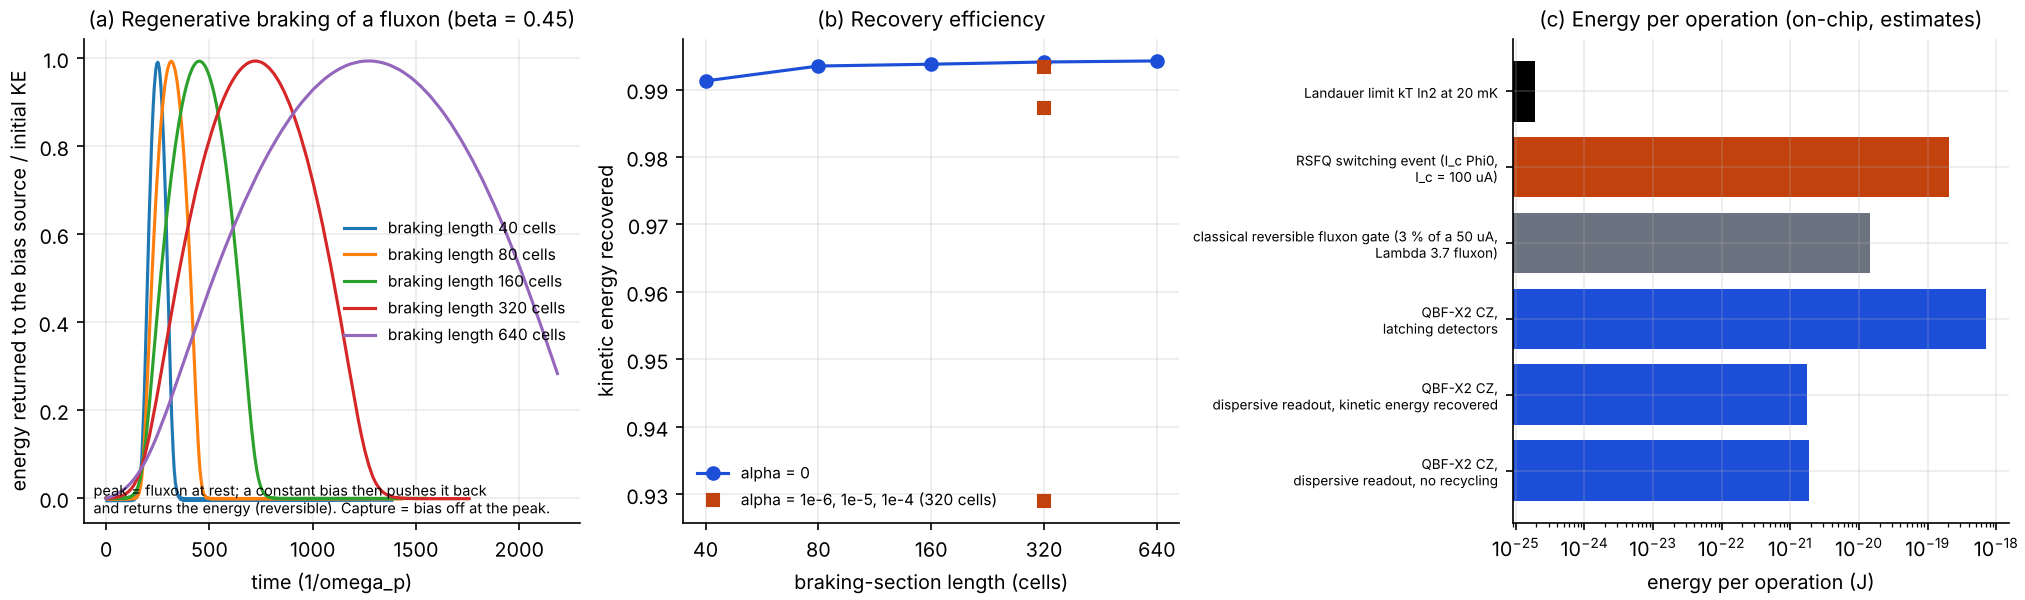 (a) Regenerative braking of a fluxon (beta = 0.45)
energy returned to the bias source / initial KE
1.0
0.8
0.6
0.4
0.2
0.0
braking length 40 cells
braking length 80 cells
braking length 160 cells
braking length 320 cells
braking length 640 cells
peak = fluxon at rest; a constant bias then pushes it back
and returns the energy (reversible). Capture = bias off at the peak.
0
500
1000
1500
2000
time (1/omega_p)
(b) Recovery efficiency
kinetic energy recovered
0.99
0.98
0.97
0.96
0.95
0.94
0.93
alpha = 0
alpha = 1e-6, 1e-5, 1e-4 (320 cells)
40
80
160
320
640
braking-section length (cells)
(c) Energy per operation (on-chip, estimates)
Landauer limit kT ln2 at 20 mK
RSFQ switching event (I_c Phi0,
I_c = 100 uA)
classical reversible fluxon gate (3 % of a 50 uA,
Lambda 3.7 fluxon)
QBF-X2 CZ,
latching detectors
QBF-X2 CZ,
dispersive readout, kinetic energy recovered
QBF-X2 CZ,
dispersive readout, no recycling
10⁻²⁵
10⁻²⁴
10⁻²³
10⁻²²
10⁻²¹
10⁻²⁰
10⁻¹⁹
10⁻¹⁸
energy per operation (J)